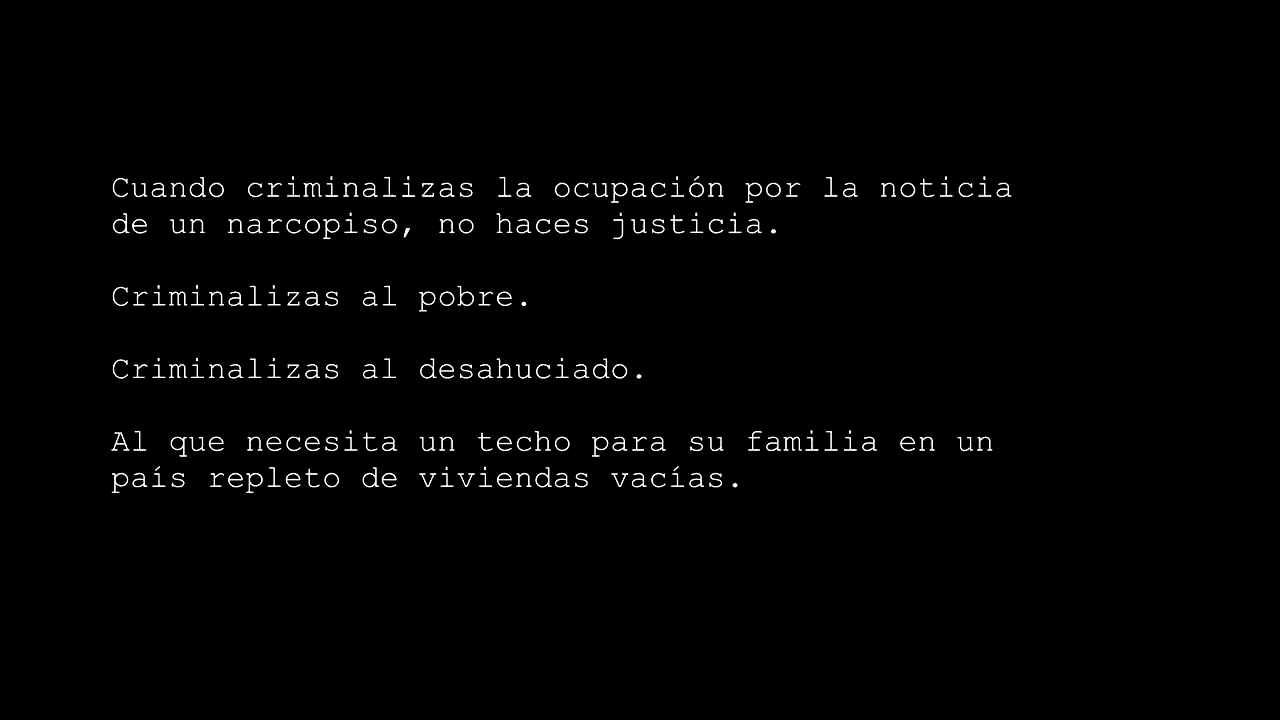 Cuando criminalizas la ocupación por la noticia
de un narcopiso, no haces justicia.
Criminalizas al pobre.
Criminalizas al desahuciado.
Al que necesita un techo para su familia en un
país repleto de viviendas vacías.